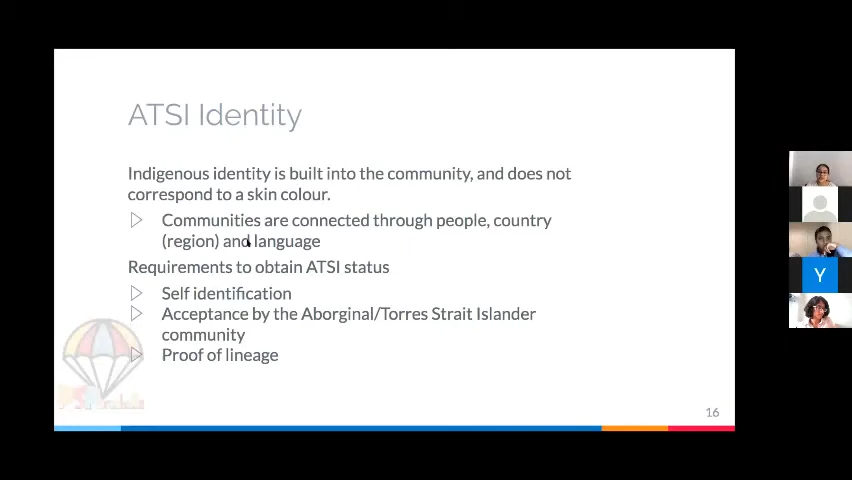 ATSI Identity
Indigenous identity is built into the community, and does not
correspond to a skin colour.
Communities are connected through people, country
(region) and language
Requirements to obtain ATSI status
Self identification
Acceptance by the Aborginal/Torres Strait Islander
community
Proof of lineage
16
Y